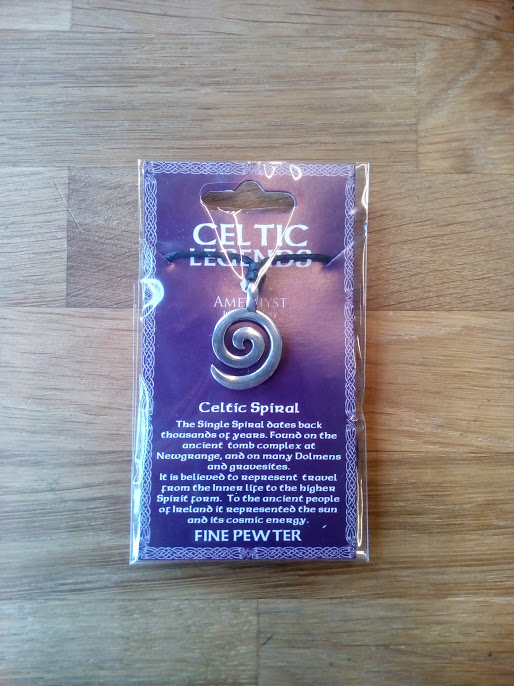 CELTIC
LEGENDS
AMETHYST
Celtic Spiral
The Single Spiral dates back
thousands of years. Found on the
ancient tomb complex at
Newgrange, and on many Dolmens
and gravesites.
It is believed to represent travel
from the Inner life to the higher
Spirit form. To the ancient people
of Ireland it represented the sun
and its cosmic energy.
FINE PEWTER